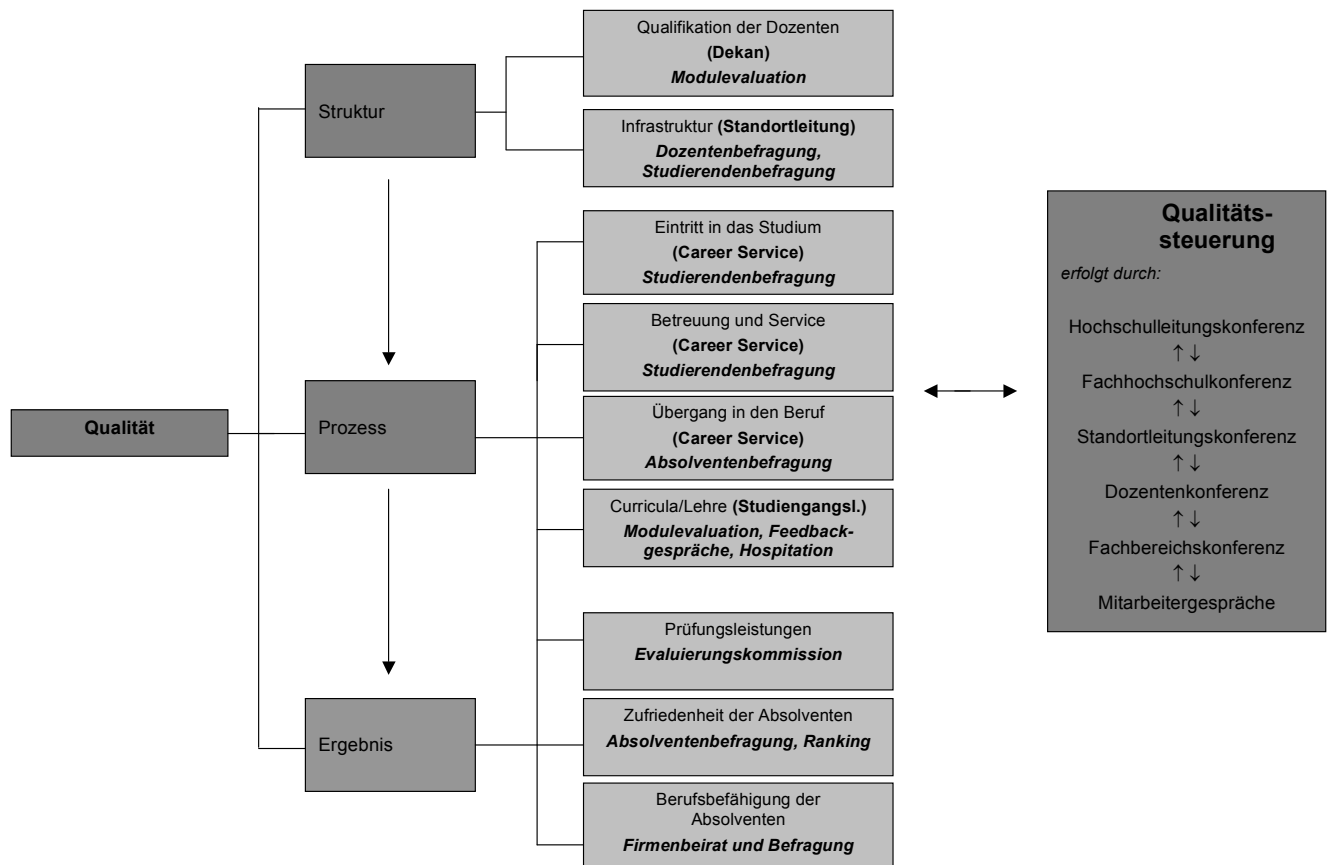 Qualität
Struktur
Prozess
Ergebnis
Qualifikation der Dozenten
(Dekan)
Modulevaluation
Infrastruktur (Standortleitung)
Dozentenbefragung,
Studierendenbefragung
Eintritt in das Studium
(Career Service)
Studierendenbefragung
Betreuung und Service
(Career Service)
Studierendenbefragung
Übergang in den Beruf
(Career Service)
Absolventenbefragung
Curricula/Lehre (Studiengangsl.)
Modulevaluation, Feedback-
gespräche, Hospitation
Prüfungsleistungen
Evaluierungskommission
Zufriedenheit der Absolventen
Absolventenbefragung, Ranking
Berufsbefähigung der
Absolventen
Firmenbeirat und Befragung
Qualitäts-
steuerung
erfolgt durch:
Hochschulleitungskonferenz
↑↓
Fachhochschulkonferenz
↑↓
Standortleitungskonferenz
↑↓
Dozentenkonferenz
↑↓
Fachbereichskonferenz
↑↓
Mitarbeitergespräche